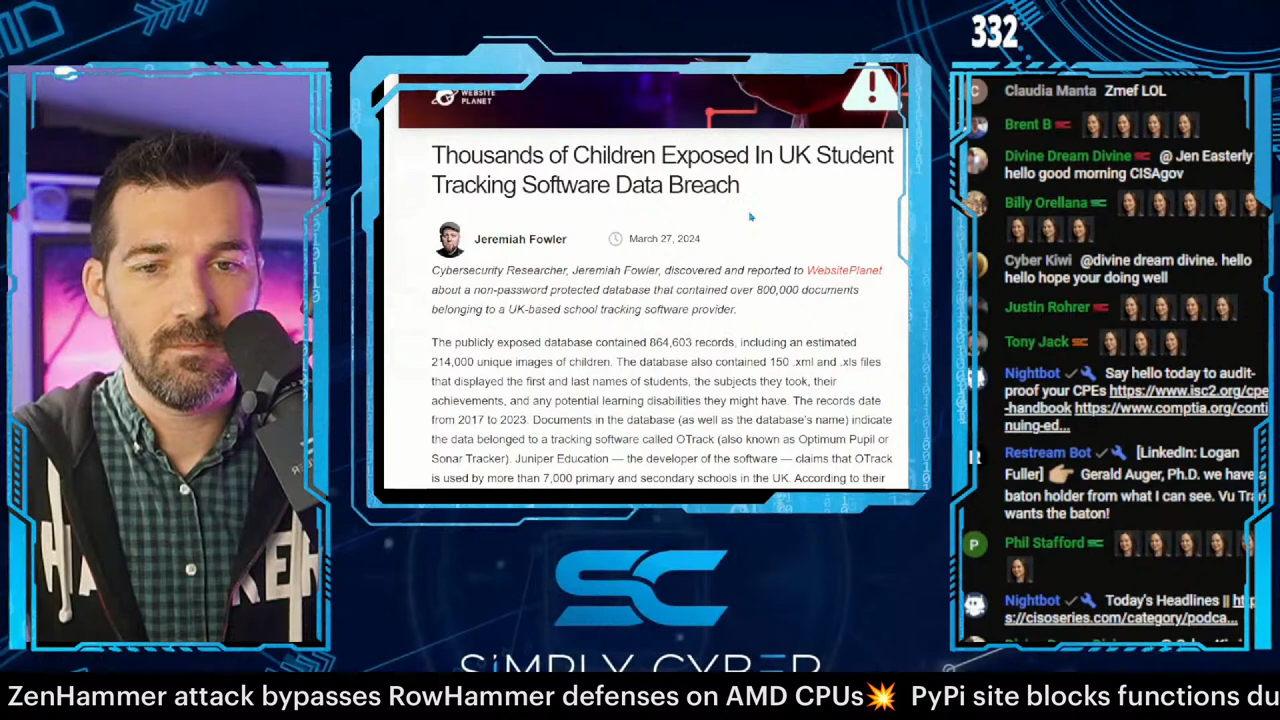 332
WEBSITE
PLANET
Thousands of Children Exposed In UK Student
Tracking Software Data Breach
Jeremiah Fowler
March 27, 2024
Cybersecurity Researcher, Jeremiah Fowler, discovered and reported to WebsitePlanet
about a non-password protected database that contained over 800,000 documents
belonging to a UK-based school tracking software provider.
The publicly exposed database contained 864,603 records, including an estimated
214,000 unique images of children. The database also contained 150 .xml and .xls files
that displayed the first and last names of students, the subjects they took, their
achievements, and any potential learning disabilities they might have. The records date
from 2017 to 2023. Documents in the database (as well as the database's name) indicate
the data belonged to a tracking software called OTrack (also known as Optimum Pupil or
Sonar Tracker). Juniper Education — the developer of the software — claims that OTrack
is used by more than 7,000 primary and secondary schools in the UK. According to their
C
Claudia Manta Zmef LOL
Brent B
Divine Dream Divine @ Jen Easterly
hello good morning CISAgov
Billy Orellana
Cyber Kiwi @divine dream divine. hello
hello hope your doing well
Justin Rohrer
Tony Jack
Nightbot Say hello today to audit-
proof your CPEs https://www.isc2.org/cpe
-handbook https://www.comptia.org/conti
nuing-ed...
Restream Bot [LinkedIn: Logan
Fuller] Gerald Auger, Ph.D. we have a
baton holder from what I can see. Vu Tran
wants the baton!
P
Phil Stafford
Nightbot Today's Headlines || htt
ps://cisoseries.com/category/podca...
SC
SIMPLY CYBER
ZenHammer attack bypasses RowHammer defenses on AMD CPUs💥 PyPi site blocks functions du